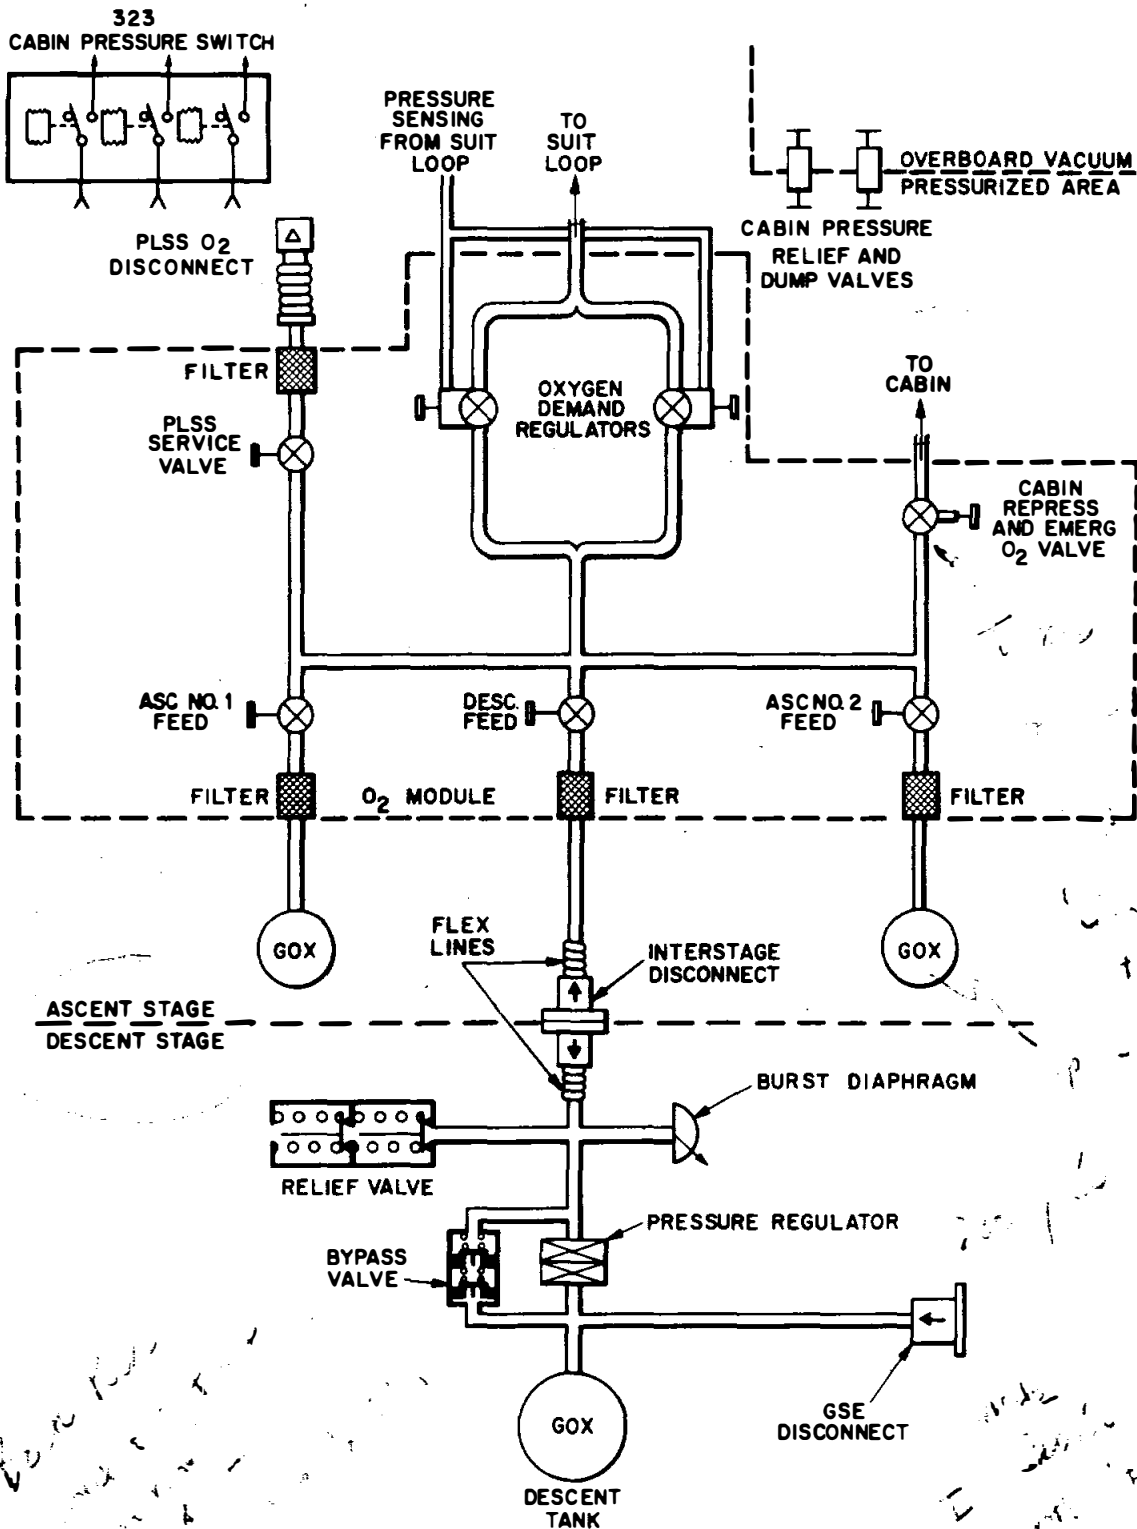 323
CABIN PRESSURE SWITCH
PRESSURE
SENSING
FROM SUIT
LOOP
TO
SUIT
LOOP
OVERBOARD VACUUM
PRESSURIZED AREA
CABIN PRESSURE
RELIEF AND
DUMP VALVES
PLSS O2
DISCONNECT
FILTER
PLSS
SERVICE
VALVE
OXYGEN
DEMAND
REGULATORS
TO
CABIN
CABIN
REPRESS
AND EMERG
O2 VALVE
ASC NO. 1
FEED
DESC.
FEED
ASC NO. 2
FEED
FILTER
O2 MODULE
FILTER
FILTER
GOX
FLEX
LINES
INTERSTAGE
DISCONNECT
GOX
ASCENT STAGE
DESCENT STAGE
BURST DIAPHRAGM
RELIEF VALVE
PRESSURE REGULATOR
BYPASS
VALVE
GOX
GSE
DISCONNECT
DESCENT
TANK